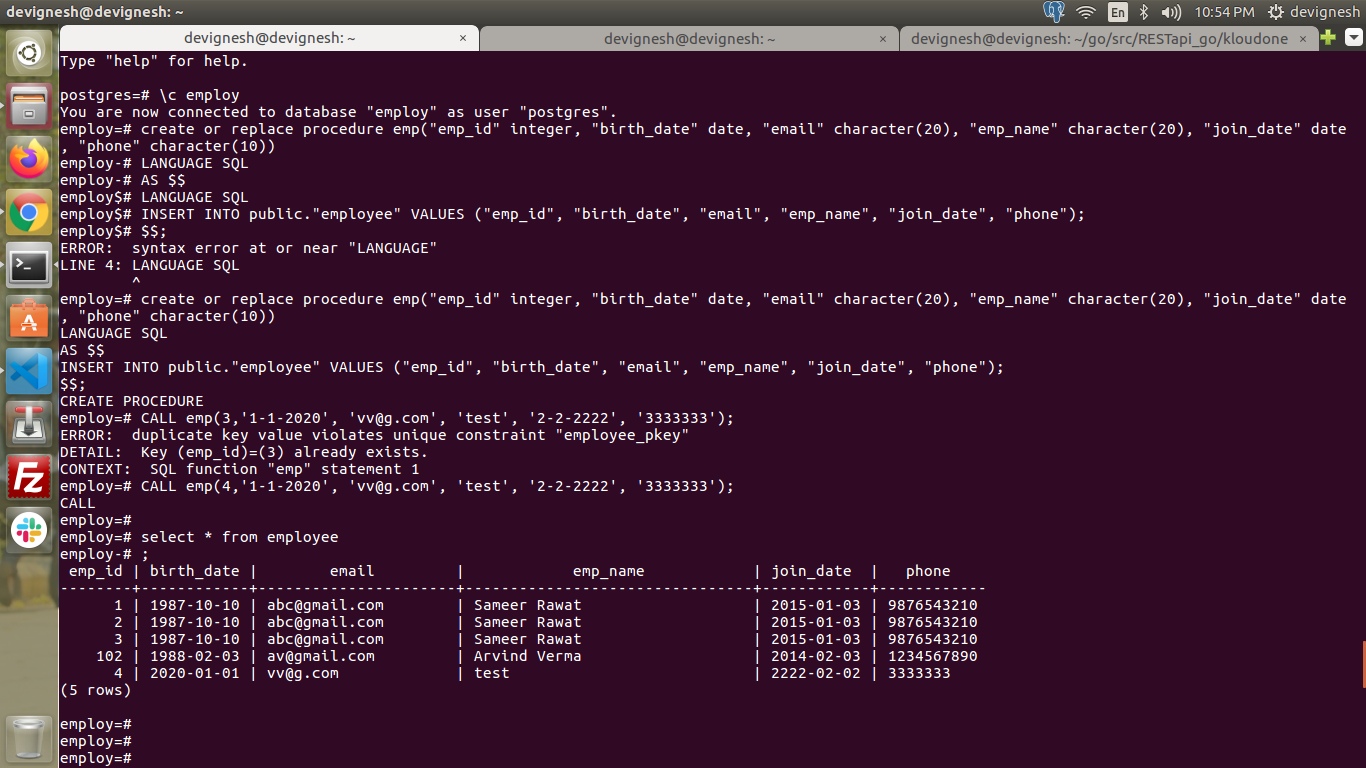 devignesh@devignesh: ~
En
10:54 PM
devignesh
devignesh@devignesh: ~ ×
devignesh@devignesh: ~ ×
devignesh@devignesh: ~/go/src/RESTapi_go/kloudone ×
Type "help" for help.
postgres=# \c employ
You are now connected to database "employ" as user "postgres".
employ=# create or replace procedure emp("emp_id" integer, "birth_date" date, "email" character(20), "emp_name" character(20), "join_date" date
, "phone" character(10))
employ-# LANGUAGE SQL
employ-# AS $$
employ$# LANGUAGE SQL
employ$# INSERT INTO public."employee" VALUES ("emp_id", "birth_date", "email", "emp_name", "join_date", "phone");
employ$# $$;
ERROR:  syntax error at or near "LANGUAGE"
LINE 4: LANGUAGE SQL
        ^
employ=# create or replace procedure emp("emp_id" integer, "birth_date" date, "email" character(20), "emp_name" character(20), "join_date" date
, "phone" character(10))
LANGUAGE SQL
AS $$
INSERT INTO public."employee" VALUES ("emp_id", "birth_date", "email", "emp_name", "join_date", "phone");
$$;
CREATE PROCEDURE
employ=# CALL emp(3,'1-1-2020', 'vv@g.com', 'test', '2-2-2222', '3333333');
ERROR:  duplicate key value violates unique constraint "employee_pkey"
DETAIL:  Key (emp_id)=(3) already exists.
CONTEXT:  SQL function "emp" statement 1
employ=# CALL emp(4,'1-1-2020', 'vv@g.com', 'test', '2-2-2222', '3333333');
CALL
employ=#
employ=# select * from employee
employ-# ;
 emp_id | birth_date |        email         |            emp_name            | join_date  |   phone
--------+------------+----------------------+--------------------------------+------------+------------
      1 | 1987-10-10 | abc@gmail.com        | Sameer Rawat                   | 2015-01-03 | 9876543210
      2 | 1987-10-10 | abc@gmail.com        | Sameer Rawat                   | 2015-01-03 | 9876543210
      3 | 1987-10-10 | abc@gmail.com        | Sameer Rawat                   | 2015-01-03 | 9876543210
    102 | 1988-02-03 | av@gmail.com         | Arvind Verma                   | 2014-02-03 | 1234567890
      4 | 2020-01-01 | vv@g.com             | test                           | 2222-02-02 | 3333333
(5 rows)
employ=#
employ=#
employ=#